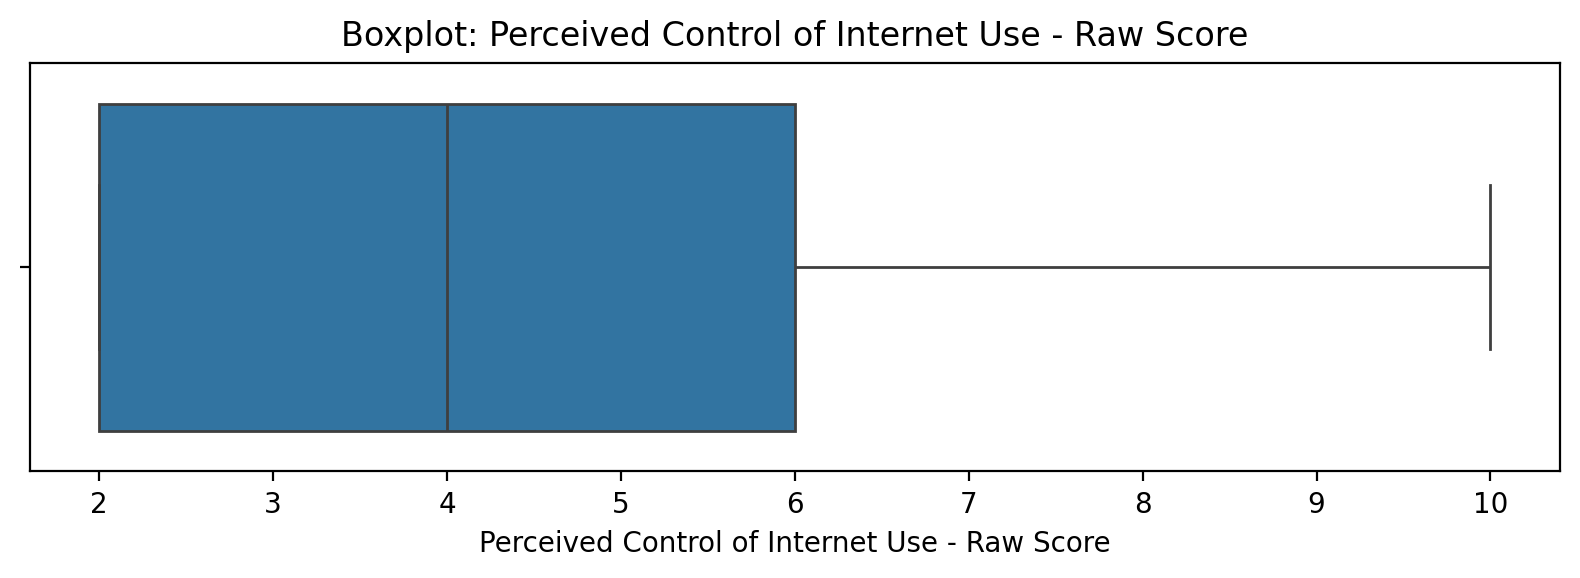 Boxplot: Perceived Control of Internet Use - Raw Score
2 3 4 5 6 7 8 9 10
Perceived Control of Internet Use - Raw Score